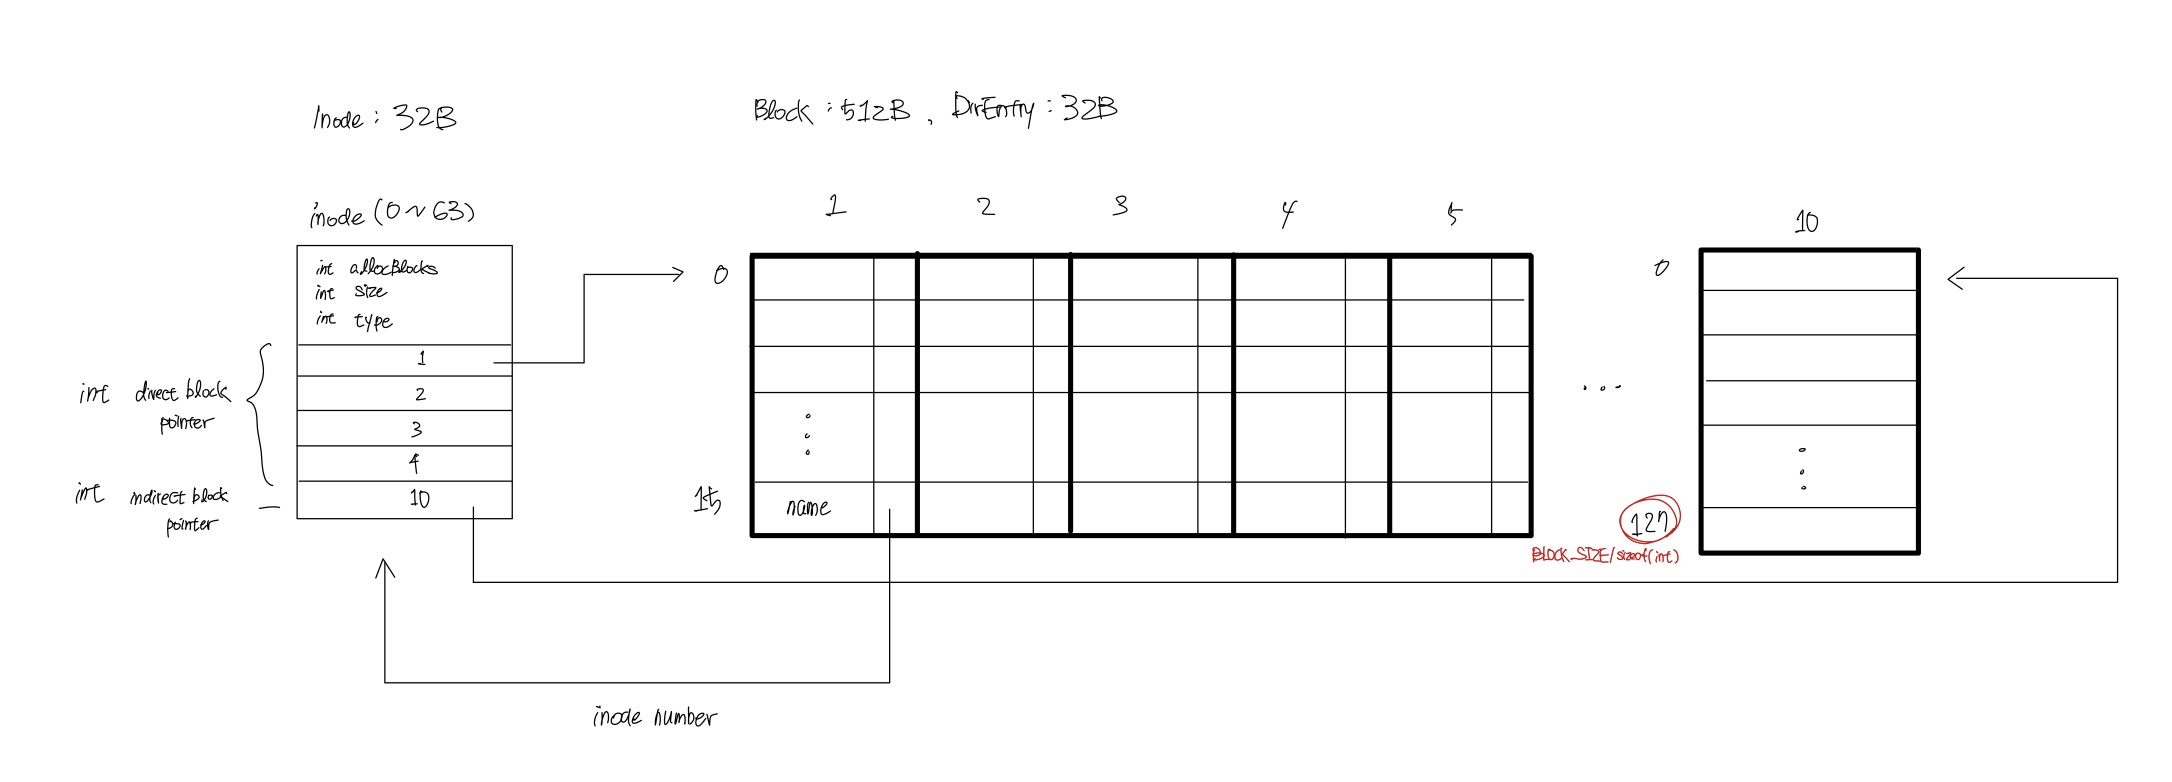 Inode : 32B
Block : 512B , DirEntry : 32B
inode (0~63)
int allocBlocks
int size
int type
1
2
3
4
10
int direct block
pointer
int indirect block
pointer
1 2 3 4 5
0
15
name
...
10
0
127
BLOCK_SIZE/sizeof(int)
inode number